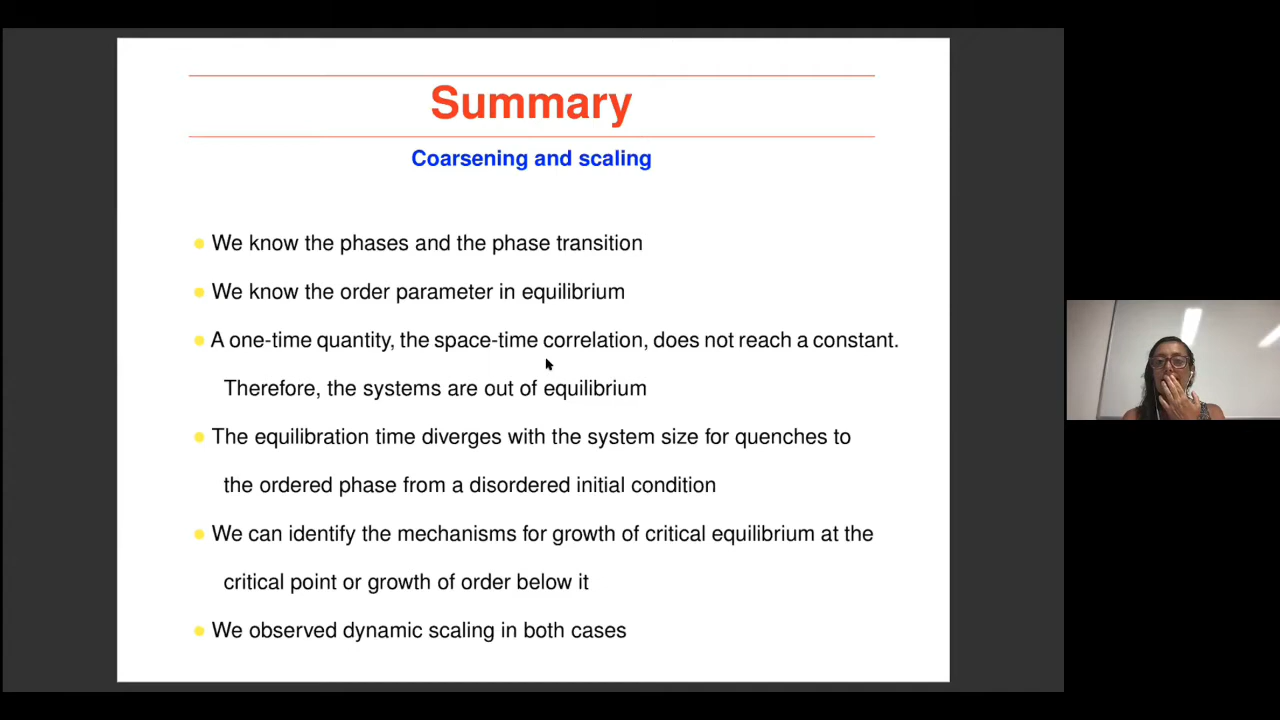 Summary
Coarsening and scaling
We know the phases and the phase transition
We know the order parameter in equilibrium
A one-time quantity, the space-time correlation, does not reach a constant.
Therefore, the systems are out of equilibrium
The equilibration time diverges with the system size for quenches to
the ordered phase from a disordered initial condition
We can identify the mechanisms for growth of critical equilibrium at the
critical point or growth of order below it
We observed dynamic scaling in both cases